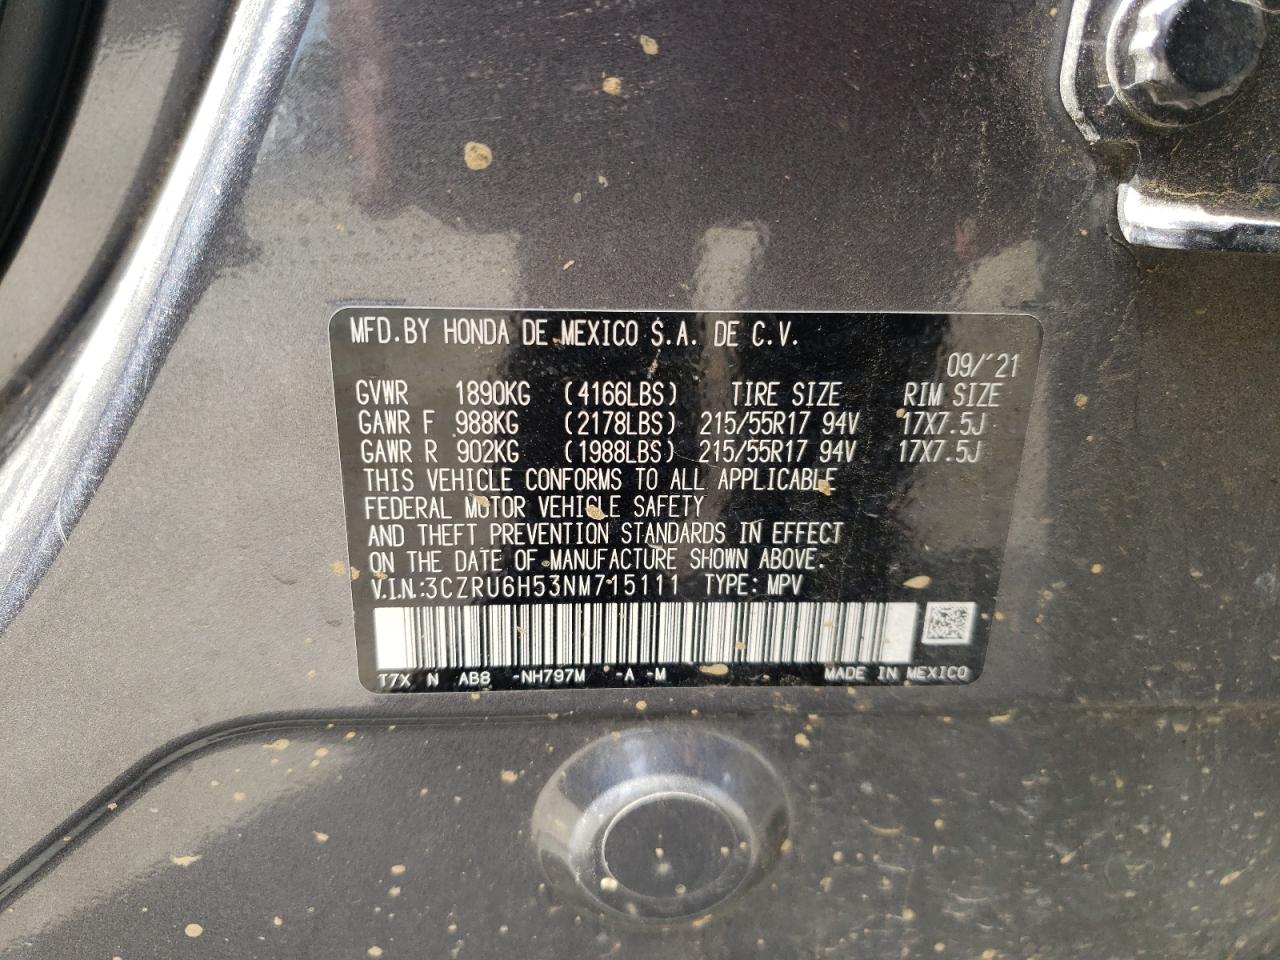 MFD.BY HONDA DE MEXICO S.A. DE C.V.
09/'21
GVWR 1890KG (4166LBS) TIRE SIZE RIM SIZE
GAWR F 988KG (2178LBS) 215/55R17 94V 17X7.5J
GAWR R 902KG (1988LBS) 215/55R17 94V 17X7.5J
THIS VEHICLE CONFORMS TO ALL APPLICABLE
FEDERAL MOTOR VEHICLE SAFETY
AND THEFT PREVENTION STANDARDS IN EFFECT
ON THE DATE OF MANUFACTURE SHOWN ABOVE.
V.I.N.:3CZRU6H53NM715111 TYPE: MPV
T7X N AB8 -NH797M -A -M MADE IN MEXICO